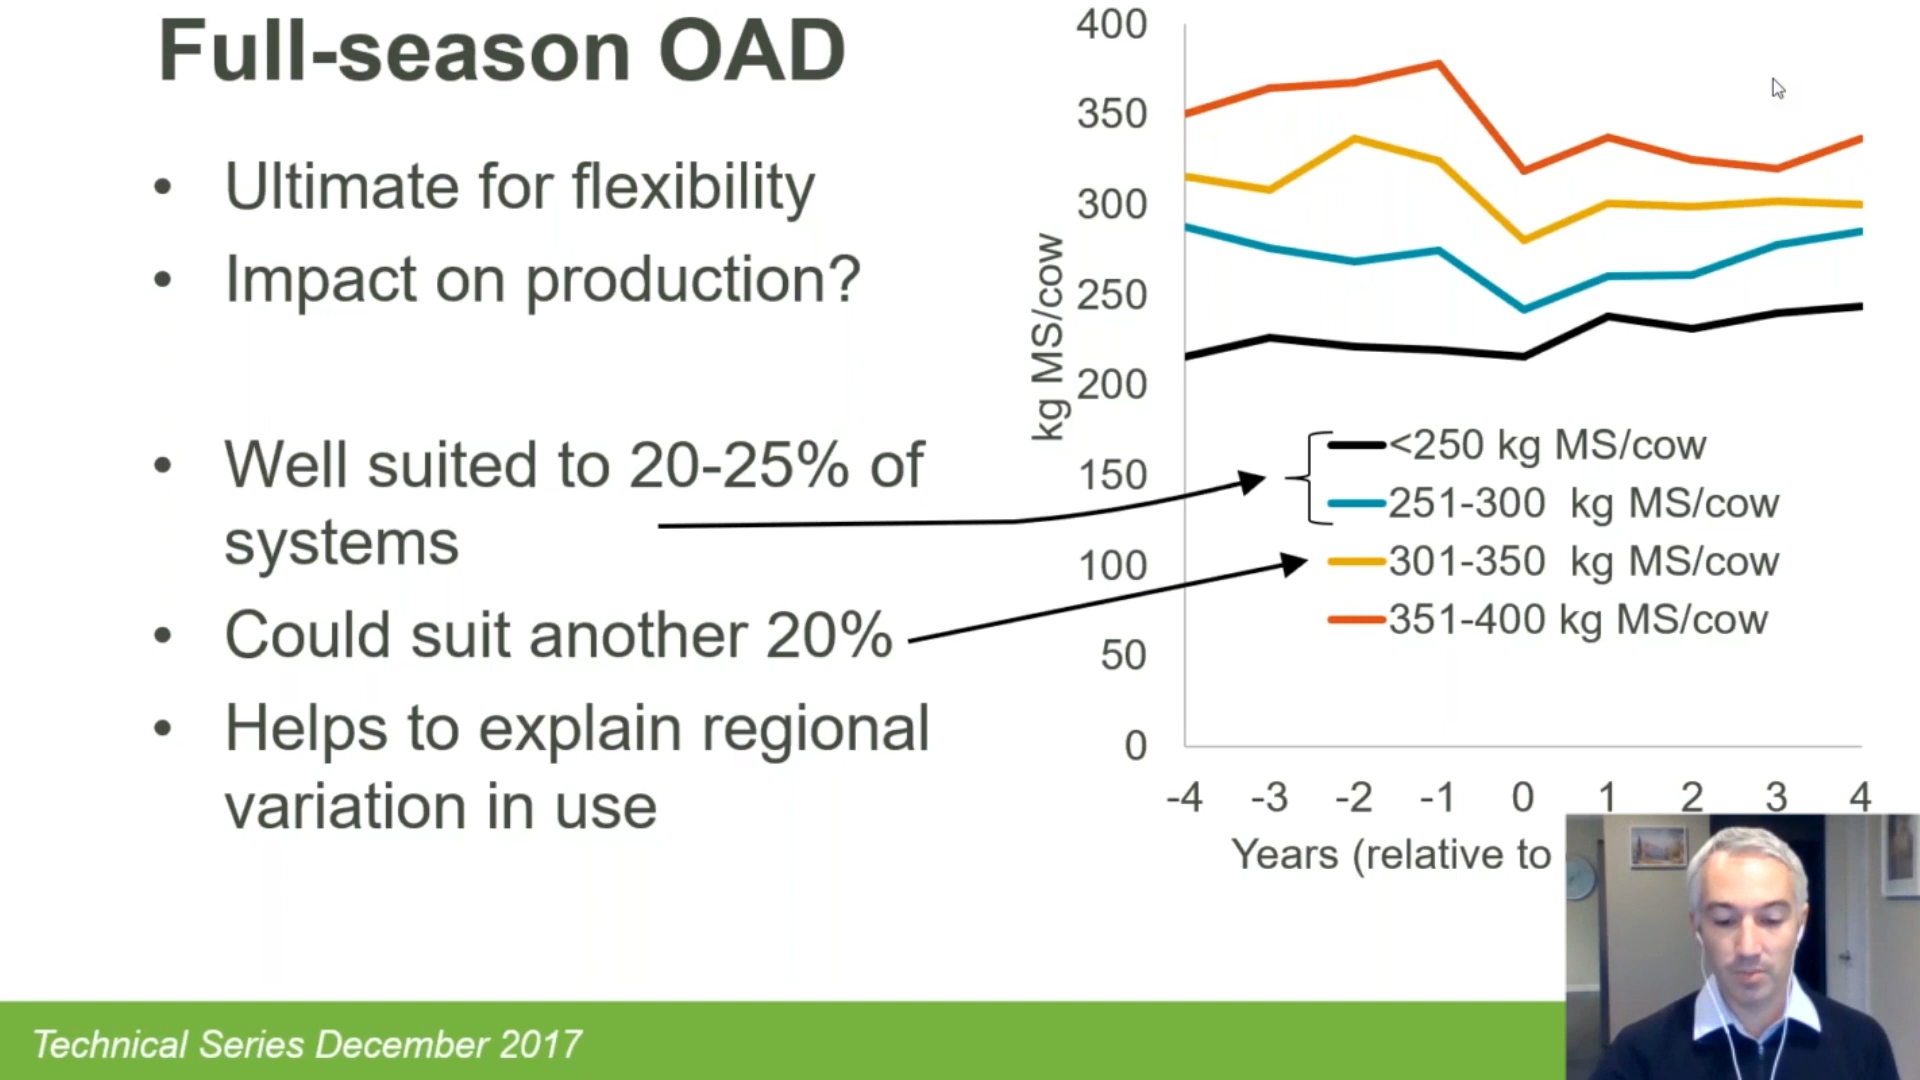 Full-season OAD
• Ultimate for flexibility
• Impact on production?
• Well suited to 20-25% of
systems
• Could suit another 20%
• Helps to explain regional
variation in use
kg MS/cow
400
350
300
250
200
150
100
50
0
<250 kg MS/cow
251-300 kg MS/cow
301-350 kg MS/cow
351-400 kg MS/cow
-4 -3 -2 -1 0 1 2 3 4
Years (relative to
Technical Series December 2017